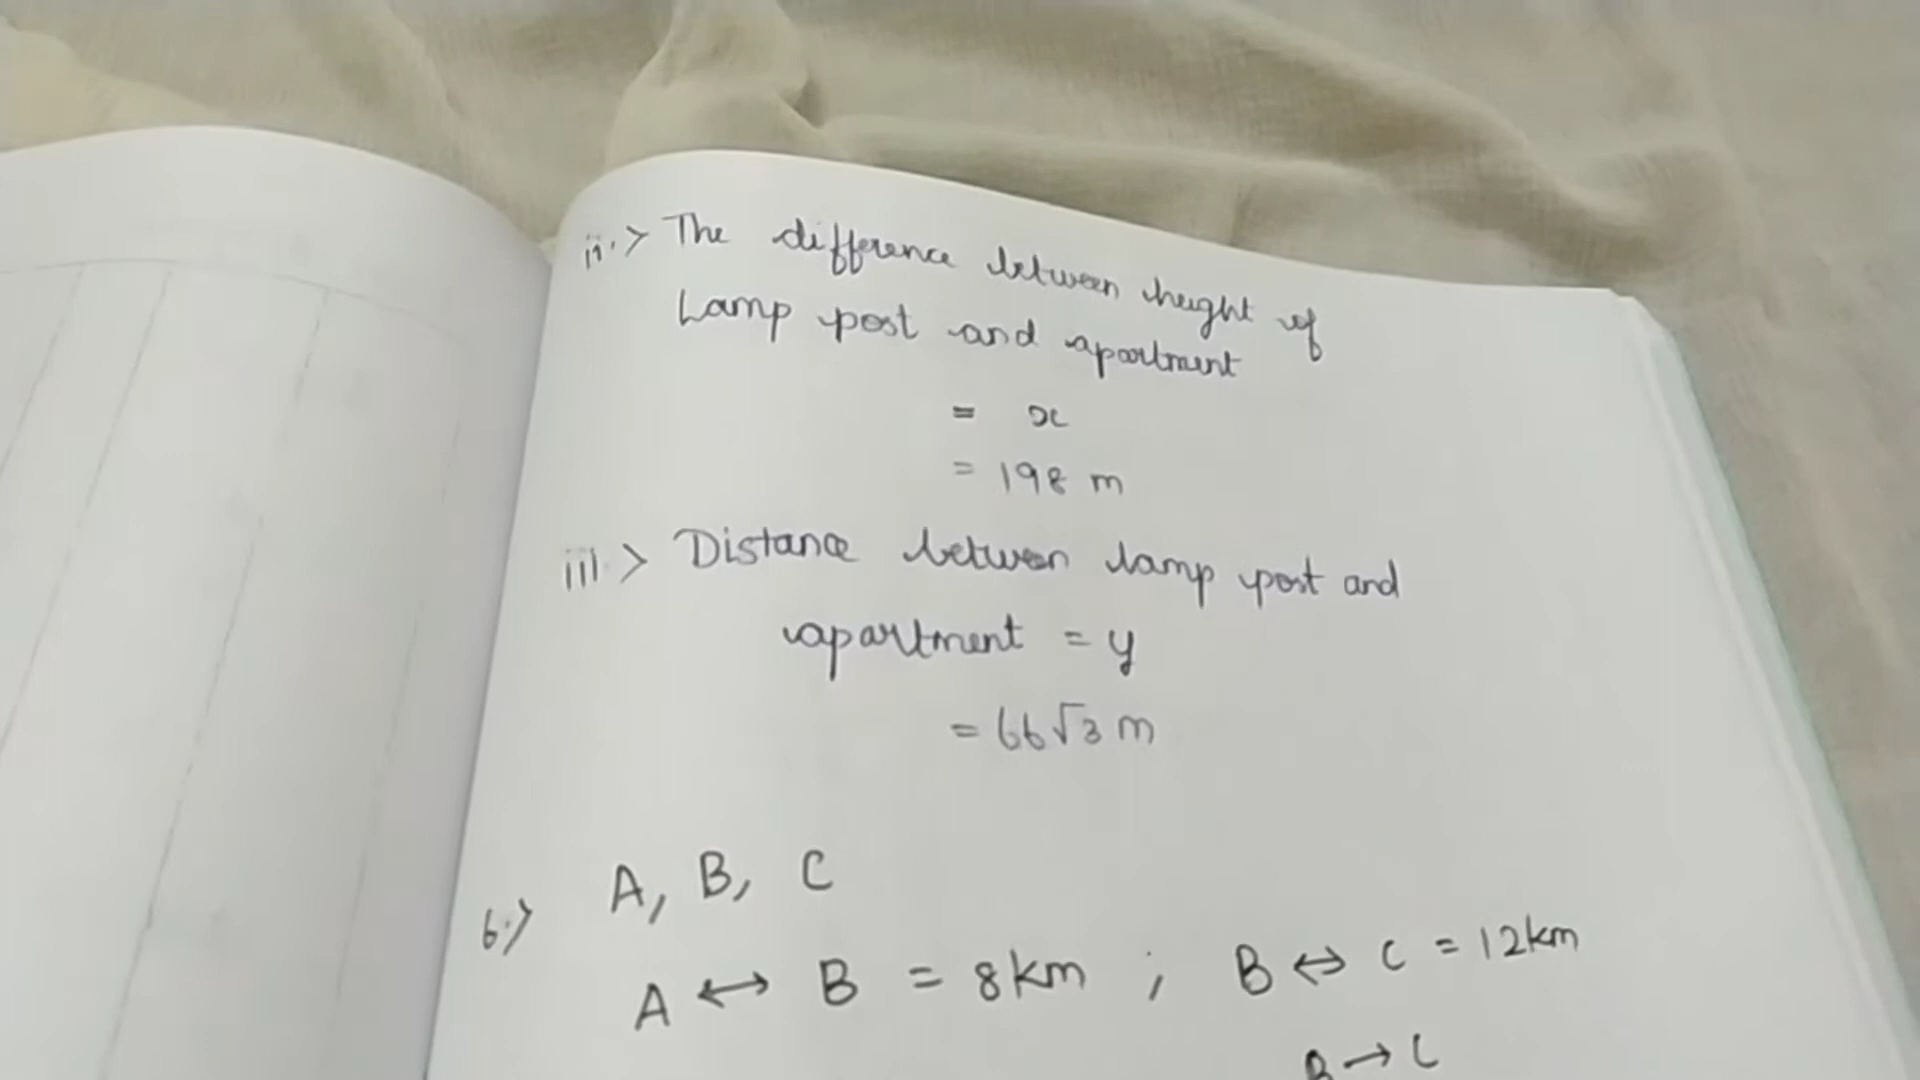 ii.> The difference between height of
Lamp post and apartment
= x
= 198 m
iii.> Distance between lamp post and
apartment = y
= 66√3 m
6.> A, B, C
A ↔ B = 8km ; B ↔ C = 12km
B → C